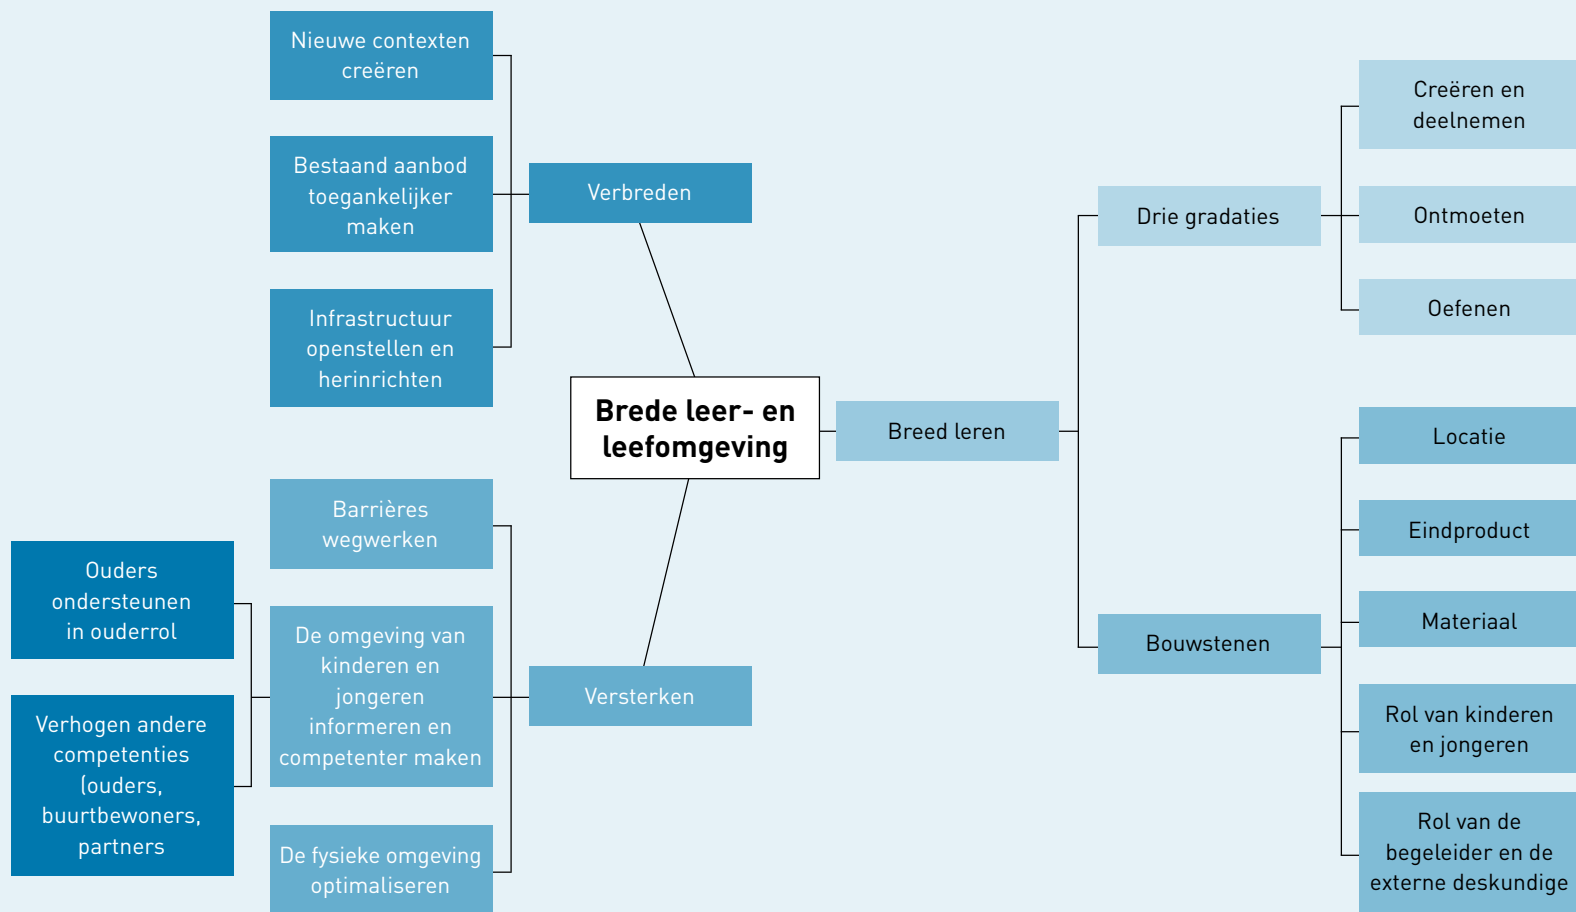 Nieuwe contexten
creëren
Bestaand aanbod
toegankelijker
maken
Infrastructuur
openstellen en
herinrichten
Verbreden
Brede leer- en
leefomgeving
Barrières
wegwerken
De omgeving van
kinderen en
jongeren
informeren en
competenter maken
De fysieke omgeving
optimaliseren
Versterken
Ouders
ondersteunen
in ouderrol
Verhogen andere
competenties
(ouders,
buurtbewoners,
partners
Breed leren
Drie gradaties
Creëren en
deelnemen
Ontmoeten
Oefenen
Bouwstenen
Locatie
Eindproduct
Materiaal
Rol van kinderen
en jongeren
Rol van de
begeleider en de
externe deskundige